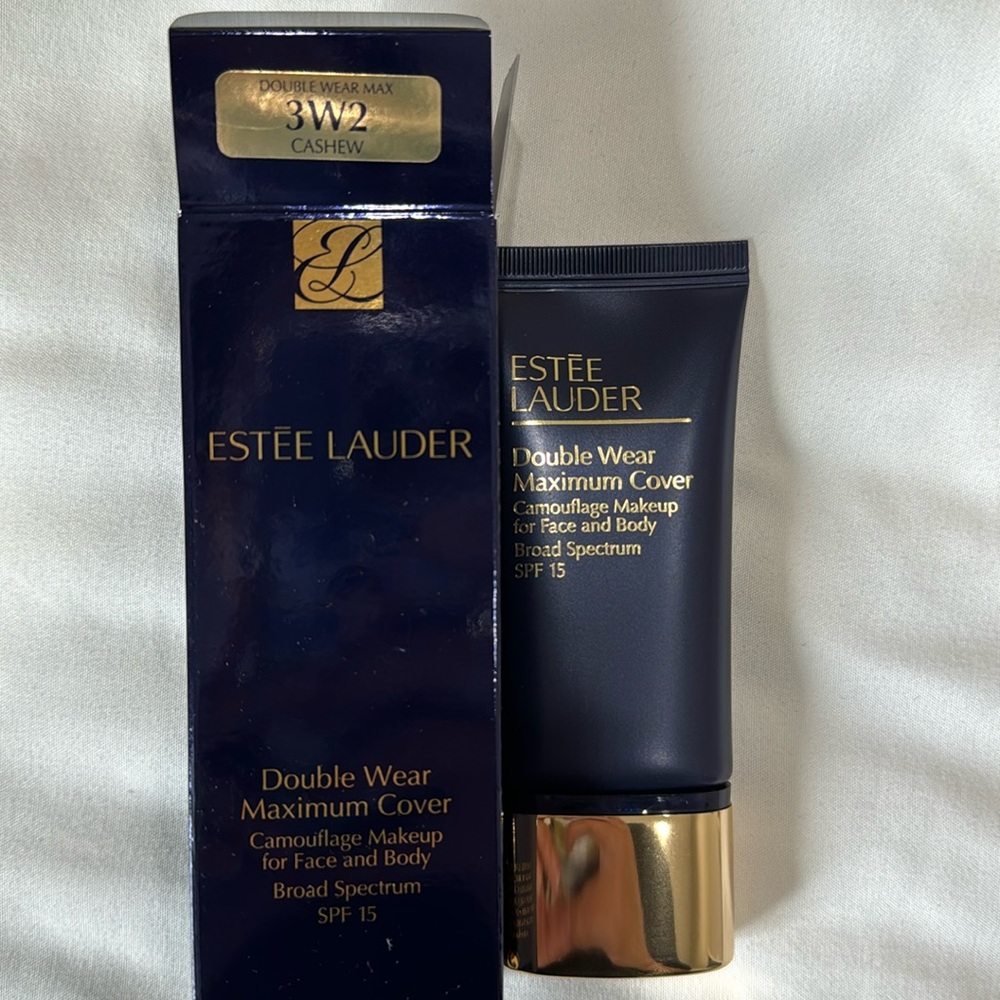 DOUBLE WEAR MAX
3W2
CASHEW
EL
ESTĒE LAUDER
Double Wear
Maximum Cover
Camouflage Makeup
for Face and Body
Broad Spectrum
SPF 15
ESTĒE
LAUDER
Double Wear
Maximum Cover
Camouflage Makeup
for Face and Body
Broad Spectrum
SPF 15